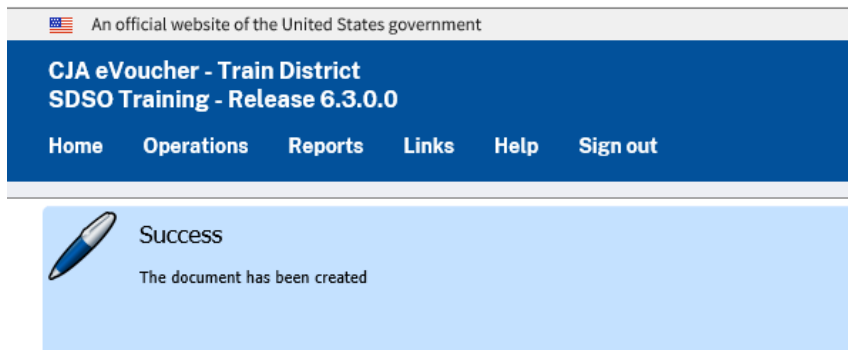 An official website of the United States government
CJA eVoucher - Train District
SDSO Training - Release 6.3.0.0
Home Operations Reports Links Help Sign out
Success
The document has been created